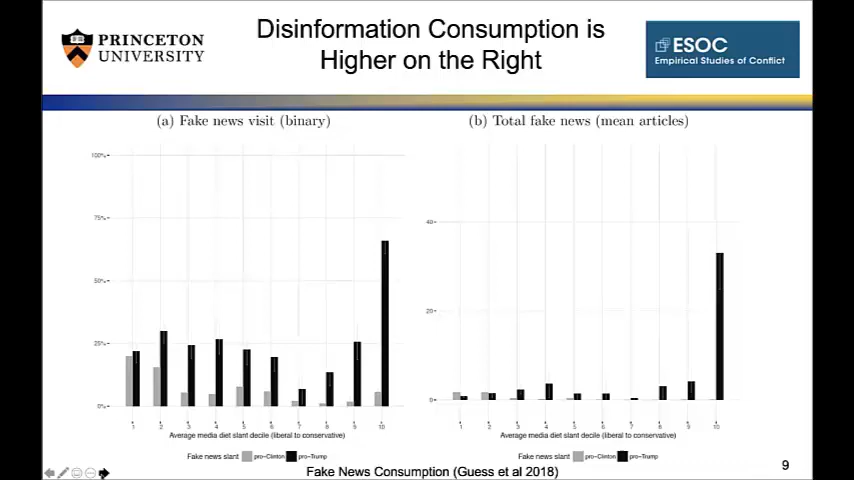 PRINCETON
UNIVERSITY
Disinformation Consumption is
Higher on the Right
ESOC
Empirical Studies of Conflict
(a) Fake news visit (binary)
(b) Total fake news (mean articles)
100%
75%
50%
25%
0%
1 2 3 4 5 6 7 8 9 10
Average media diet slant decile (liberal to conservative)
Fake news slant pro-Clinton pro-Trump
40
20
0
1 2 3 4 5 6 7 8 9 10
Average media diet slant decile (liberal to conservative)
Fake news slant pro-Clinton pro-Trump
Fake News Consumption (Guess et al 2018)
9